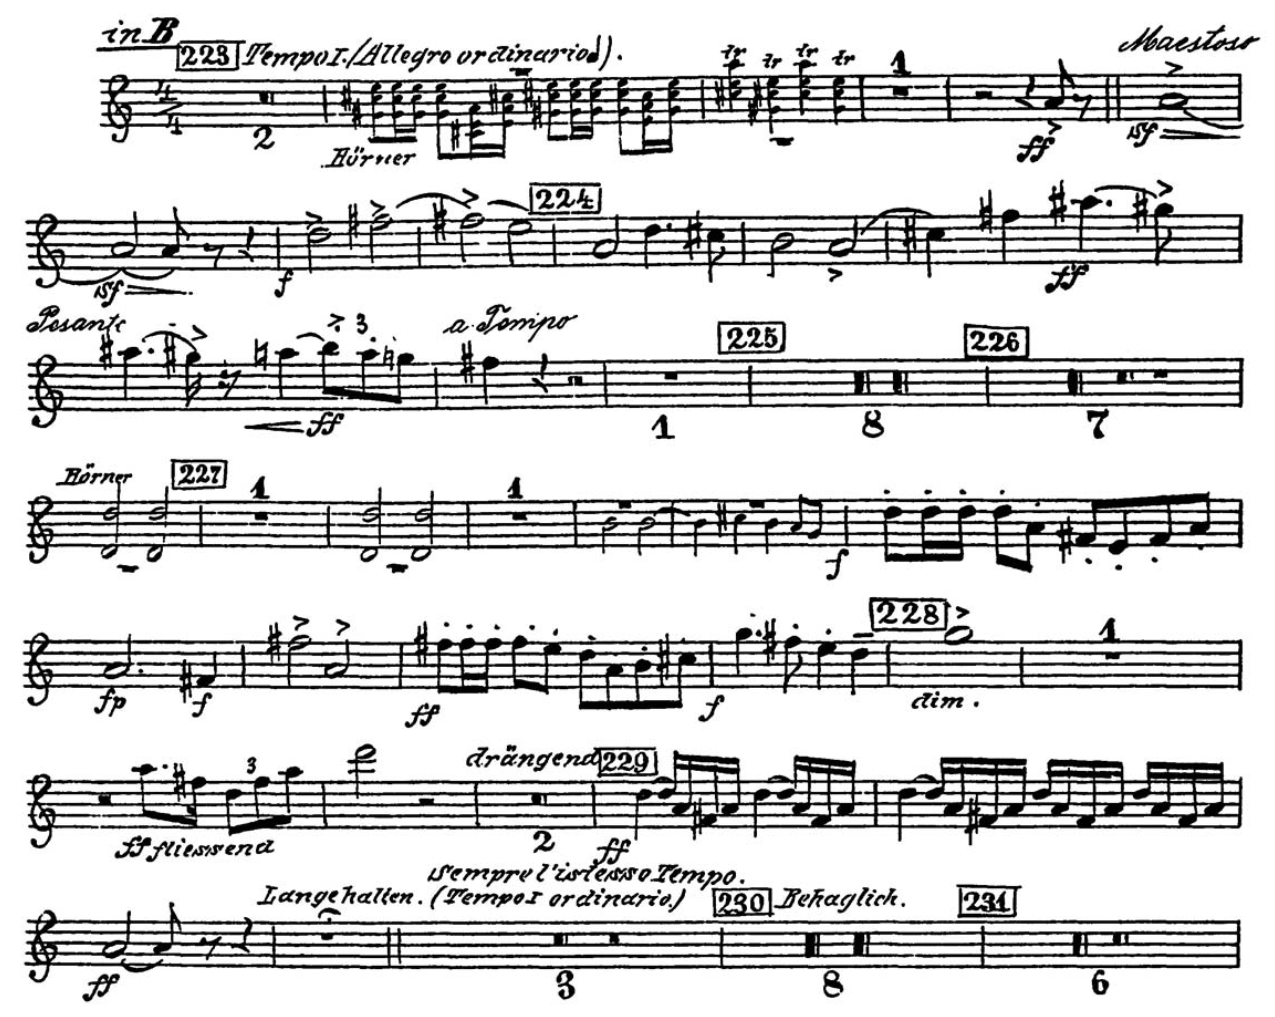 in B
223 Tempo I. (Allegro ordinario). Maestoso
4 4 2 Hörner tr tr tr tr 1 ff sf
224
sf f ff
Pesante 3 a Tempo 225 226
ff 1 8 7
Hörner 227 1 1
f
228 1
fp f ff f dim.
3 drängend 229
ff fliessend 2 ff
sempre l'istesso Tempo.
Lange halten. (Tempo I ordinario.) 230 Behaglich. 231
ff 3 8 6